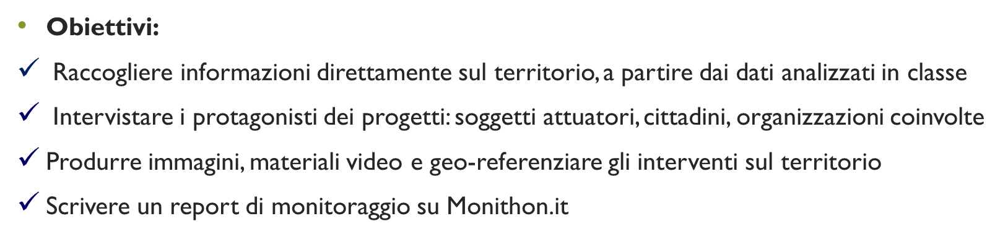 • Obiettivi:
✓ Raccogliere informazioni direttamente sul territorio, a partire dai dati analizzati in classe
✓ Intervistare i protagonisti dei progetti: soggetti attuatori, cittadini, organizzazioni coinvolte
✓ Produrre immagini, materiali video e geo-referenziare gli interventi sul territorio
✓ Scrivere un report di monitoraggio su Monithon.it